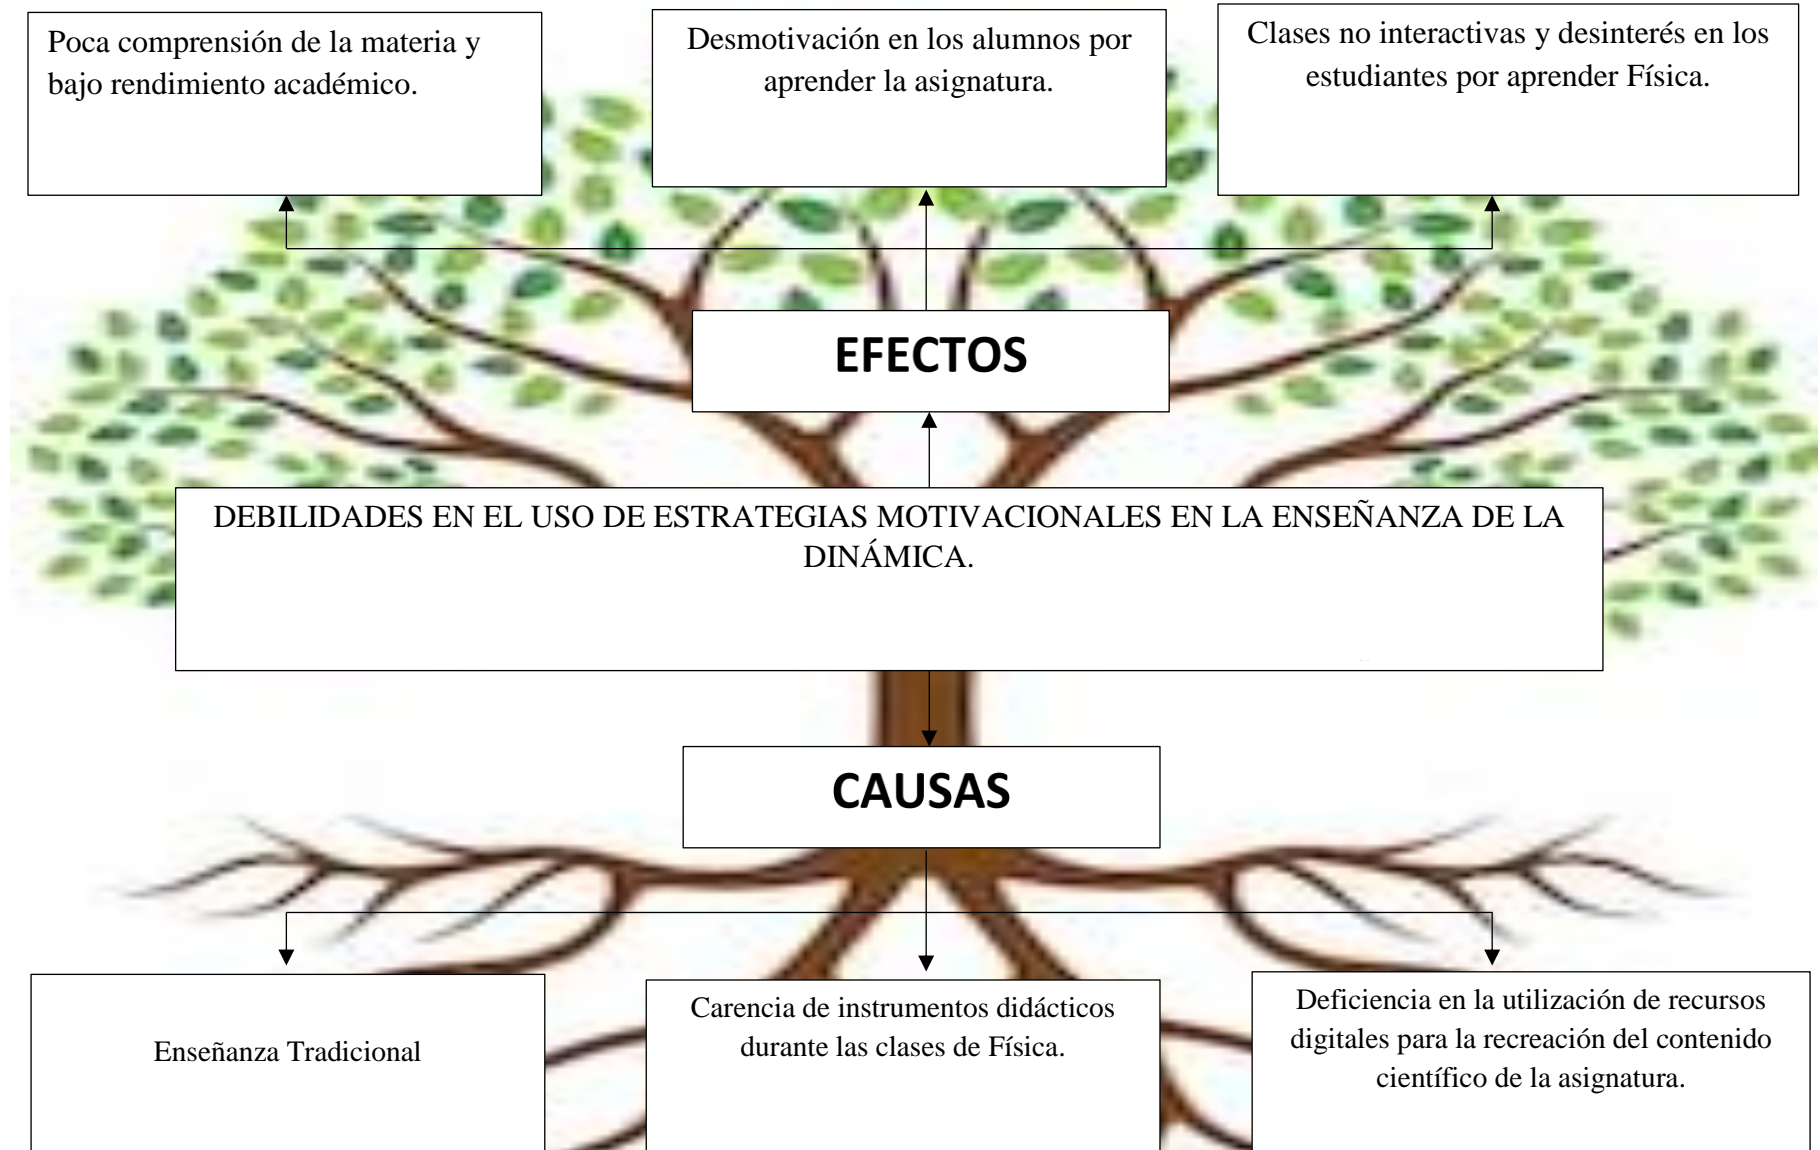 Poca comprensión de la materia y
bajo rendimiento académico.
Desmotivación en los alumnos por
aprender la asignatura.
Clases no interactivas y desinterés en los
estudiantes por aprender Física.
EFECTOS
DEBILIDADES EN EL USO DE ESTRATEGIAS MOTIVACIONALES EN LA ENSEÑANZA DE LA
DINÁMICA.
CAUSAS
Enseñanza Tradicional
Carencia de instrumentos didácticos
durante las clases de Física.
Deficiencia en la utilización de recursos
digitales para la recreación del contenido
científico de la asignatura.